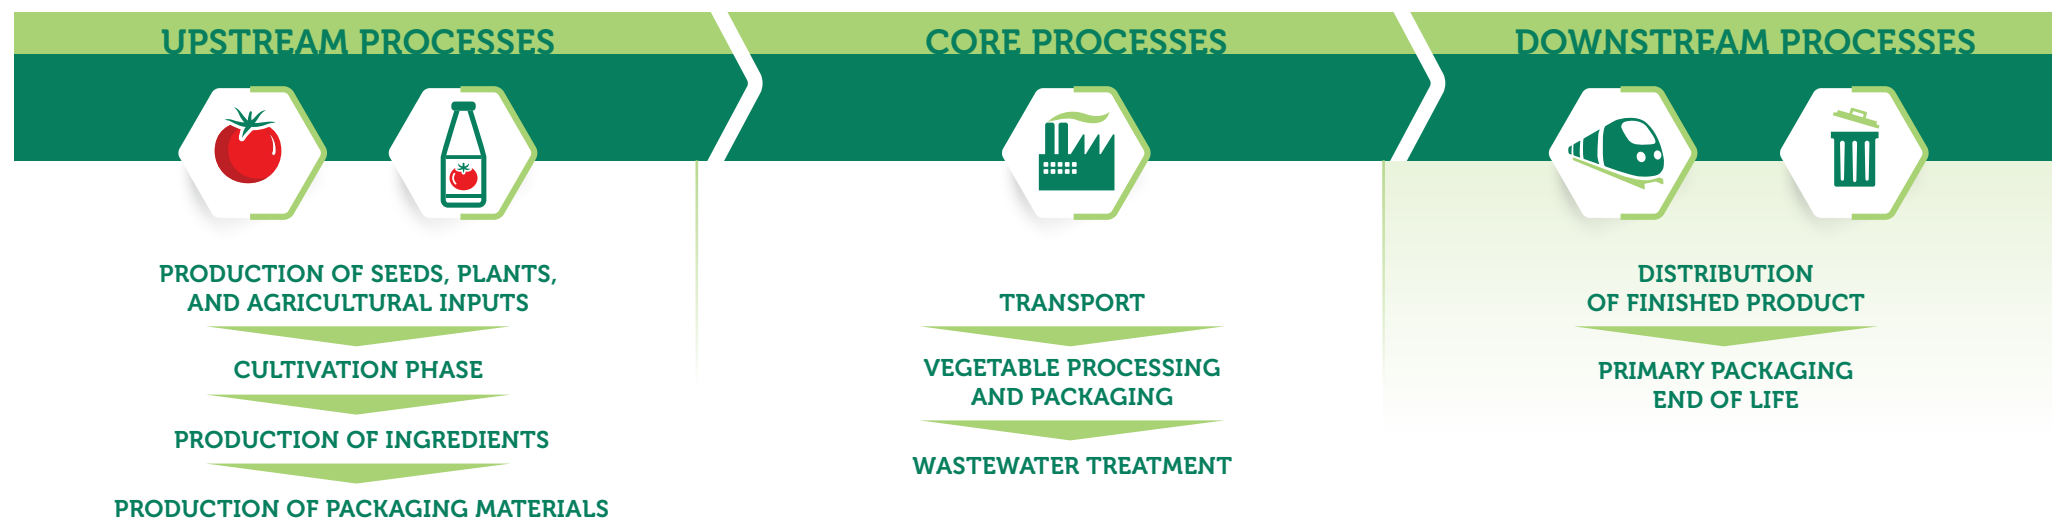 UPSTREAM PROCESSES
PRODUCTION OF SEEDS, PLANTS,
AND AGRICULTURAL INPUTS
CULTIVATION PHASE
PRODUCTION OF INGREDIENTS
PRODUCTION OF PACKAGING MATERIALS
CORE PROCESSES
TRANSPORT
VEGETABLE PROCESSING
AND PACKAGING
WASTEWATER TREATMENT
DOWNSTREAM PROCESSES
DISTRIBUTION
OF FINISHED PRODUCT
PRIMARY PACKAGING
END OF LIFE